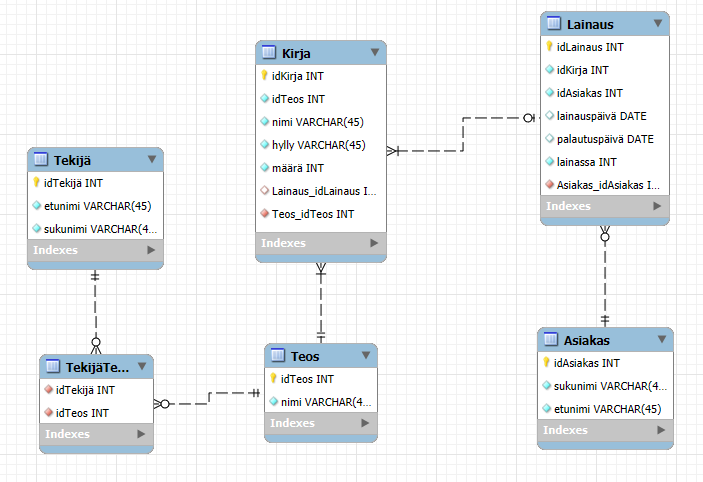 Kirja
idKirja INT
idTeos INT
nimi VARCHAR(45)
hylly VARCHAR(45)
määrä INT
Lainaus_idLainaus I...
Teos_idTeos INT
Indexes
Lainaus
idLainaus INT
idKirja INT
idAsiakas INT
lainauspäivä DATE
palautuspäivä DATE
lainassa INT
Asiakas_idAsiakas I...
Indexes
Tekijä
idTekijä INT
etunimi VARCHAR(45)
sukunimi VARCHAR(4...
Indexes
TekijäTe...
idTekijä INT
idTeos INT
Indexes
Teos
idTeos INT
nimi VARCHAR(4...
Indexes
Asiakas
idAsiakas INT
sukunimi VARCHAR(4...
etunimi VARCHAR(45)
Indexes